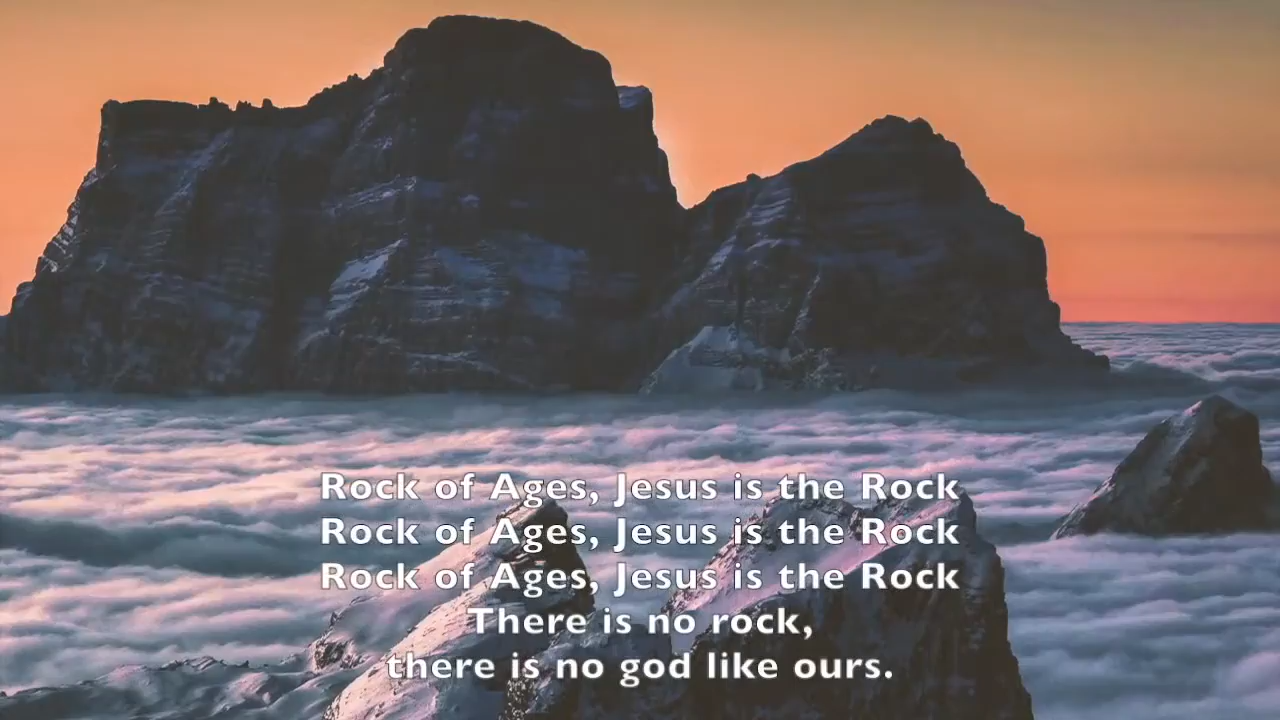 Rock of Ages, Jesus is the Rock
Rock of Ages, Jesus is the Rock
Rock of Ages, Jesus is the Rock
There is no rock,
there is no god like ours.